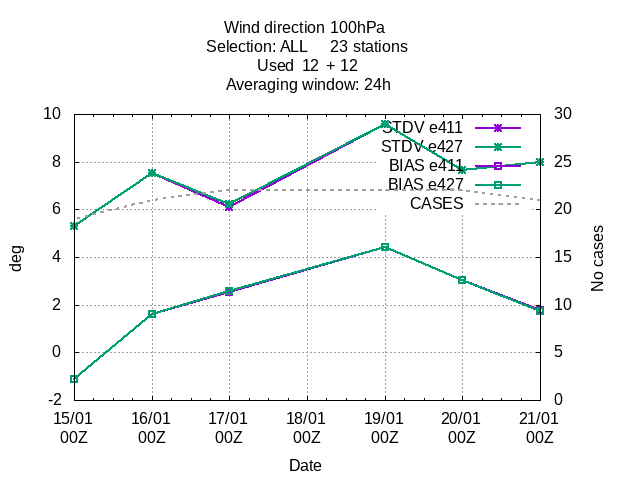 Wind direction 100hPa
Selection: ALL 23 stations
Used 12 + 12
Averaging window: 24h
10
8
6
4
2
0
-2
deg
30
25
20
15
10
5
0
No cases
STDV e411
STDV e427
BIAS e411
BIAS e427
CASES
15/01 16/01 17/01 18/01 19/01 20/01 21/01
00Z 00Z 00Z 00Z 00Z 00Z 00Z
Date